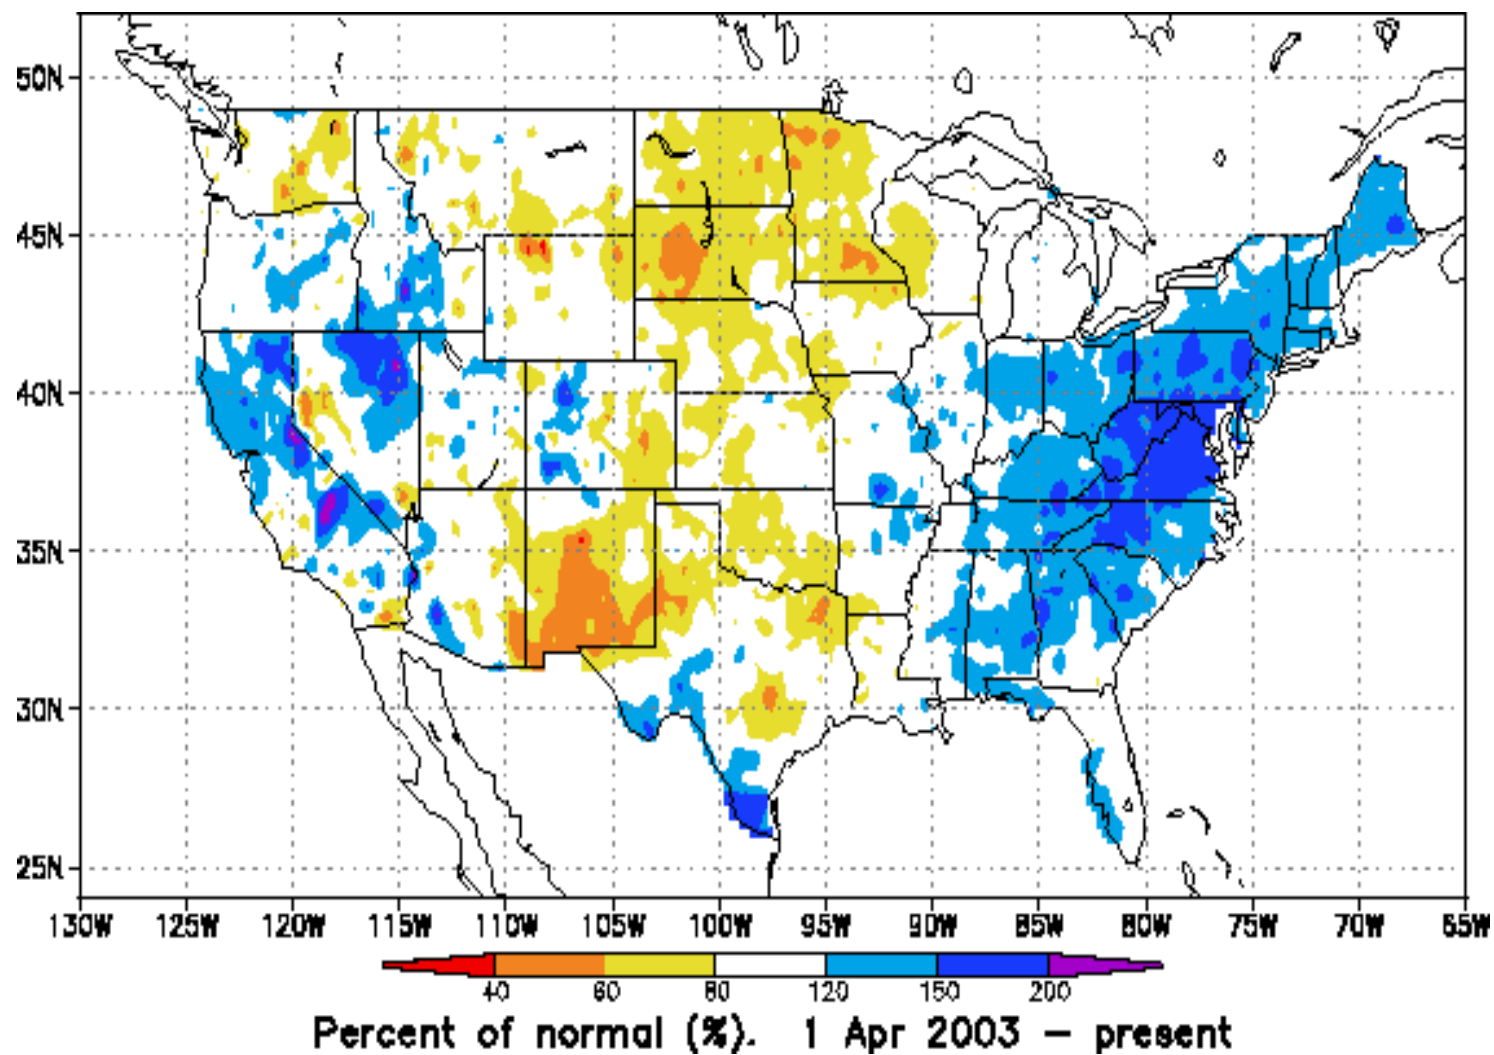 50N
45N
40N
35N
30N
25N
130W 125W 120W 115W 110W 105W 100W 95W 90W 85W 80W 75W 70W 65W
40 60 80 120 150 200
Percent of normal (%). 1 Apr 2003 – present